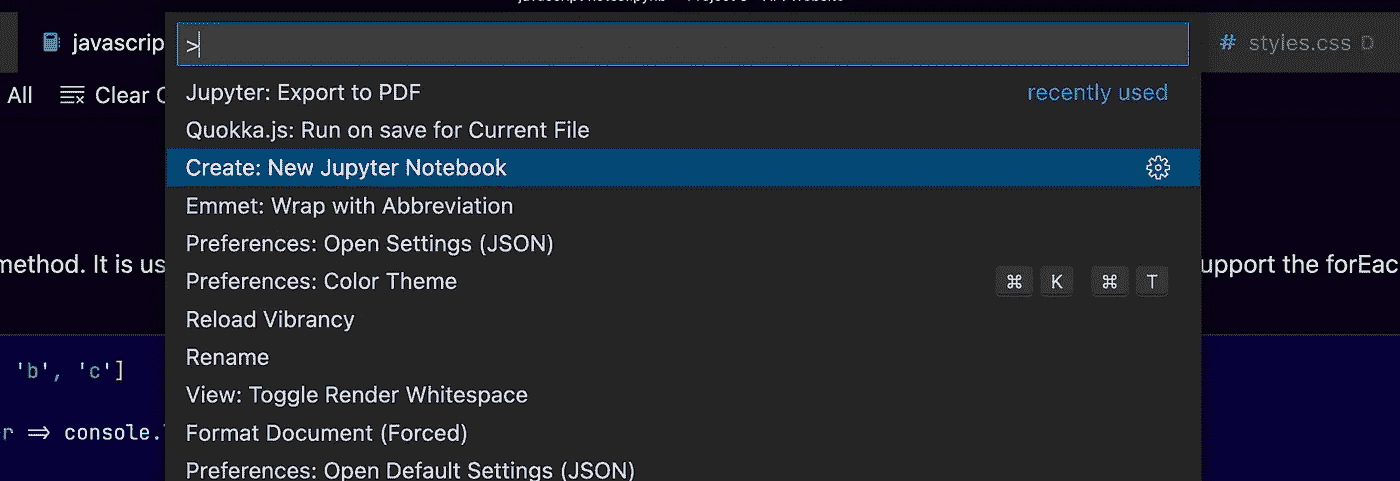 javascrip
>
# styles.css D
All Clear
Jupyter: Export to PDF recently used
Quokka.js: Run on save for Current File
Create: New Jupyter Notebook
Emmet: Wrap with Abbreviation
Preferences: Open Settings (JSON)
method. It is us
upport the forEac
Preferences: Color Theme ⌘ K ⌘ T
Reload Vibrancy
Rename
'b', 'c']
View: Toggle Render Whitespace
r => console.
Format Document (Forced)
Preferences: Open Default Settings (JSON)